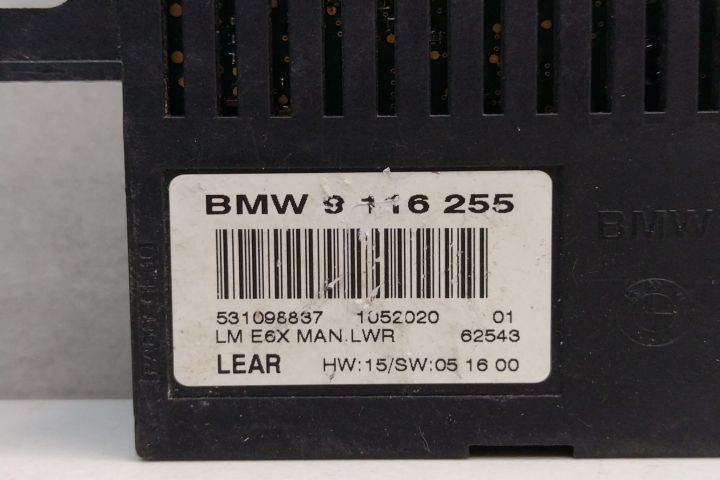 BMW 9 116 255
531098837 1052020 01
LM E6X MAN.LWR 62543
LEAR HW:15/SW:05 16 00
BMW